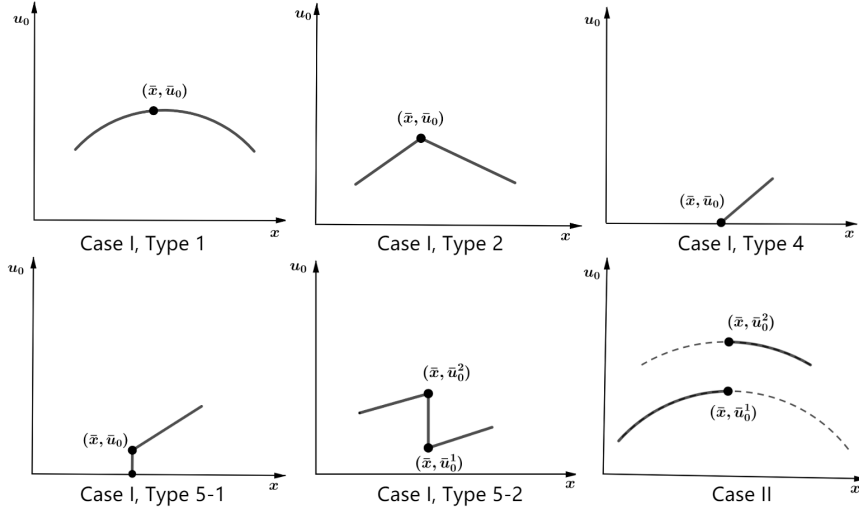 u₀
(x̄, ū₀)
x
Case I, Type 1
u₀
(x̄, ū₀)
x
Case I, Type 2
u₀
(x̄, ū₀)
x
Case I, Type 4
u₀
(x̄, ū₀)
x
Case I, Type 5-1
u₀
(x̄, ū₀²)
(x̄, ū₀¹)
x
Case I, Type 5-2
u₀
(x̄, ū₀²)
(x̄, ū₀¹)
x
Case II